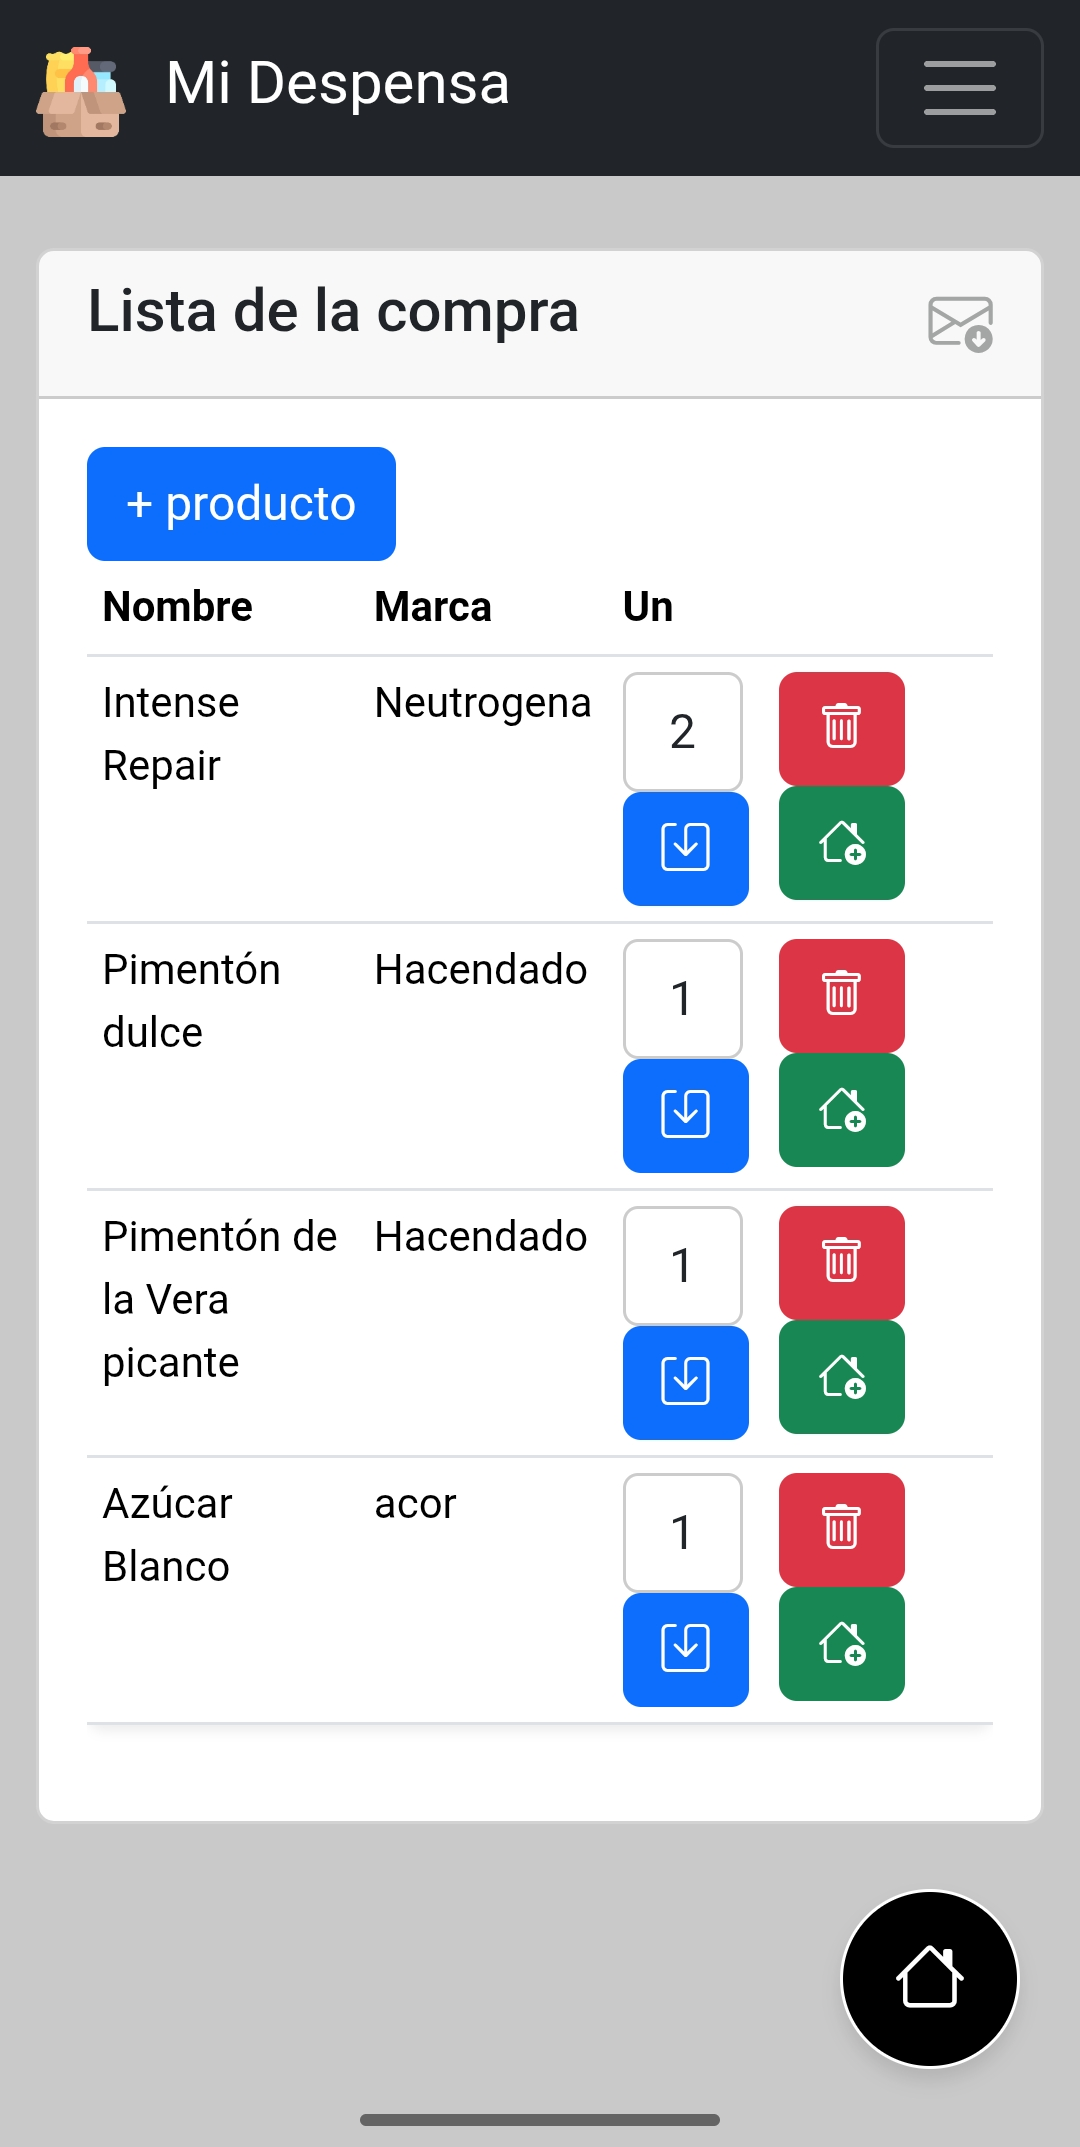 Mi Despensa
Lista de la compra
+ producto
Nombre Marca Un
Intense Neutrogena 2
Repair
Pimentón Hacendado 1
dulce
Pimentón de Hacendado 1
la Vera
picante
Azúcar acor 1
Blanco